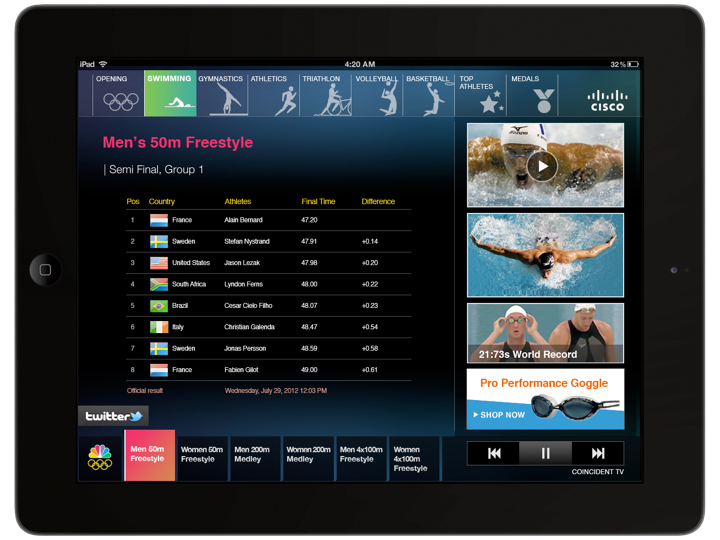 iPad 4:20 AM 32%
OPENING
SWIMMING
GYMNASTICS
ATHLETICS
TRIATHLON
VOLLEYBALL
BASKETBALL
TOP
ATHLETES
MEDALS
CISCO
Men's 50m Freestyle
Semi Final, Group 1
Pos Country Athletes Final Time Difference
1 France Alain Bernard 47.20
2 Sweden Stefan Nystrand 47.91 +0.14
3 United States Jason Lezak 47.98 +0.20
4 South Africa Lyndon Ferns 48.00 +0.22
5 Brazil Cesar Cielo Filho 48.07 +0.23
6 Italy Christian Galenda 48.47 +0.54
7 Sweden Jonas Persson 48.59 +0.58
8 France Fabien Gilot 49.00 +0.61
Official result Wednesday, July 29, 2012 12:03 PM
21:73s World Record
Pro Performance Goggle
SHOP NOW
twitter
Men 50m
Freestyle
Women 50m
Freestyle
Men 200m
Medley
Women 200m
Medley
Men 4x100m
Freestyle
Women
4x100m
Freestyle
COINCIDENT TV